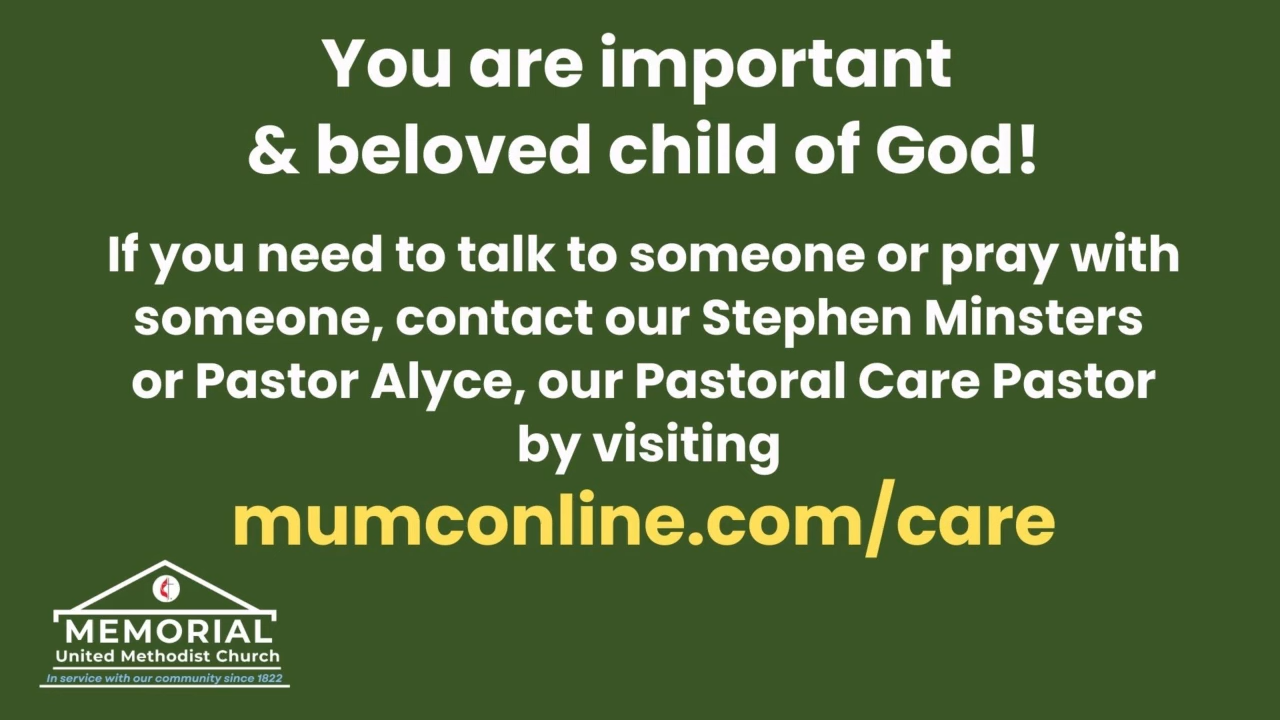 You are important
& beloved child of God!
If you need to talk to someone or pray with
someone, contact our Stephen Minsters
or Pastor Alyce, our Pastoral Care Pastor
by visiting
mumconline.com/care
MEMORIAL
United Methodist Church
In service with our community since 1822